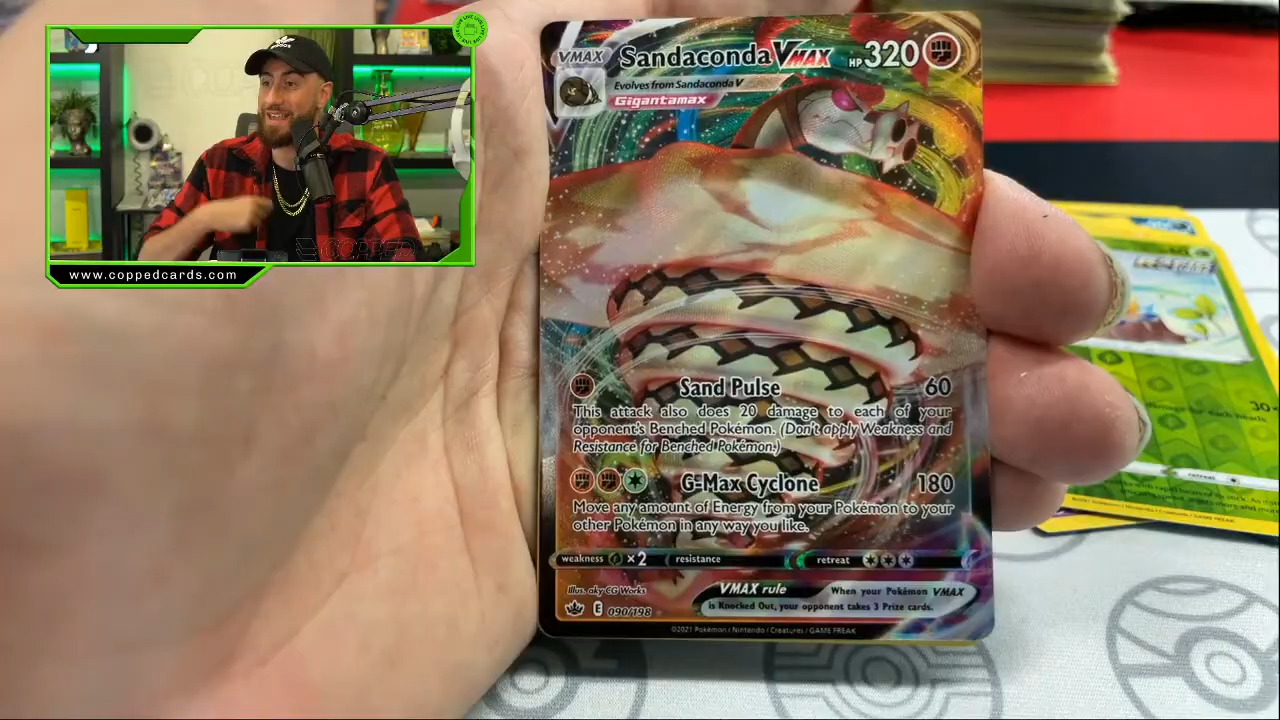 www.coppedcards.com
COPPED
VMAX Sandaconda VMAX HP 320
Evolves from Sandaconda V
Gigantamax
Sand Pulse 60
This attack also does 20 damage to each of your
opponent's Benched Pokémon. (Don't apply Weakness and
Resistance for Benched Pokémon.)
G-Max Cyclone 180
Move any amount of Energy from your Pokémon to your
other Pokémon in any way you like.
weakness ×2 resistance retreat
Illus. aky CG Works
VMAX rule When your Pokémon VMAX
is Knocked Out, your opponent takes 3 Prize cards.
E 090/198
©2021 Pokémon / Nintendo / Creatures / GAME FREAK
30
retreat